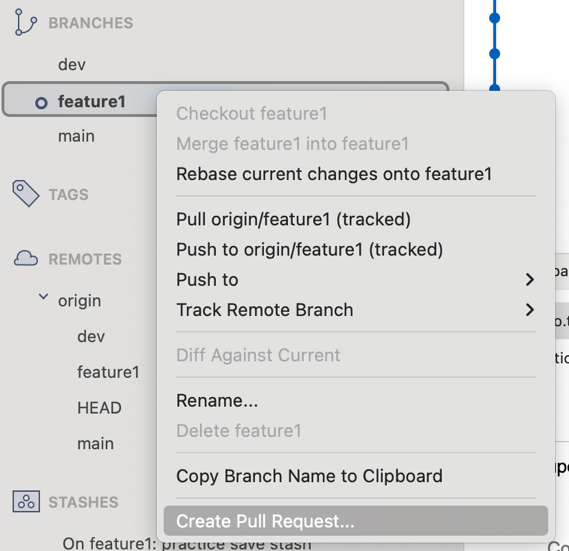 BRANCHES
dev
feature1
main
TAGS
REMOTES
origin
dev
feature1
HEAD
main
STASHES
On feature1: practice save stash
Checkout feature1
Merge feature1 into feature1
Rebase current changes onto feature1
Pull origin/feature1 (tracked)
Push to origin/feature1 (tracked)
Push to
Track Remote Branch
Diff Against Current
Rename...
Delete feature1
Copy Branch Name to Clipboard
Create Pull Request...